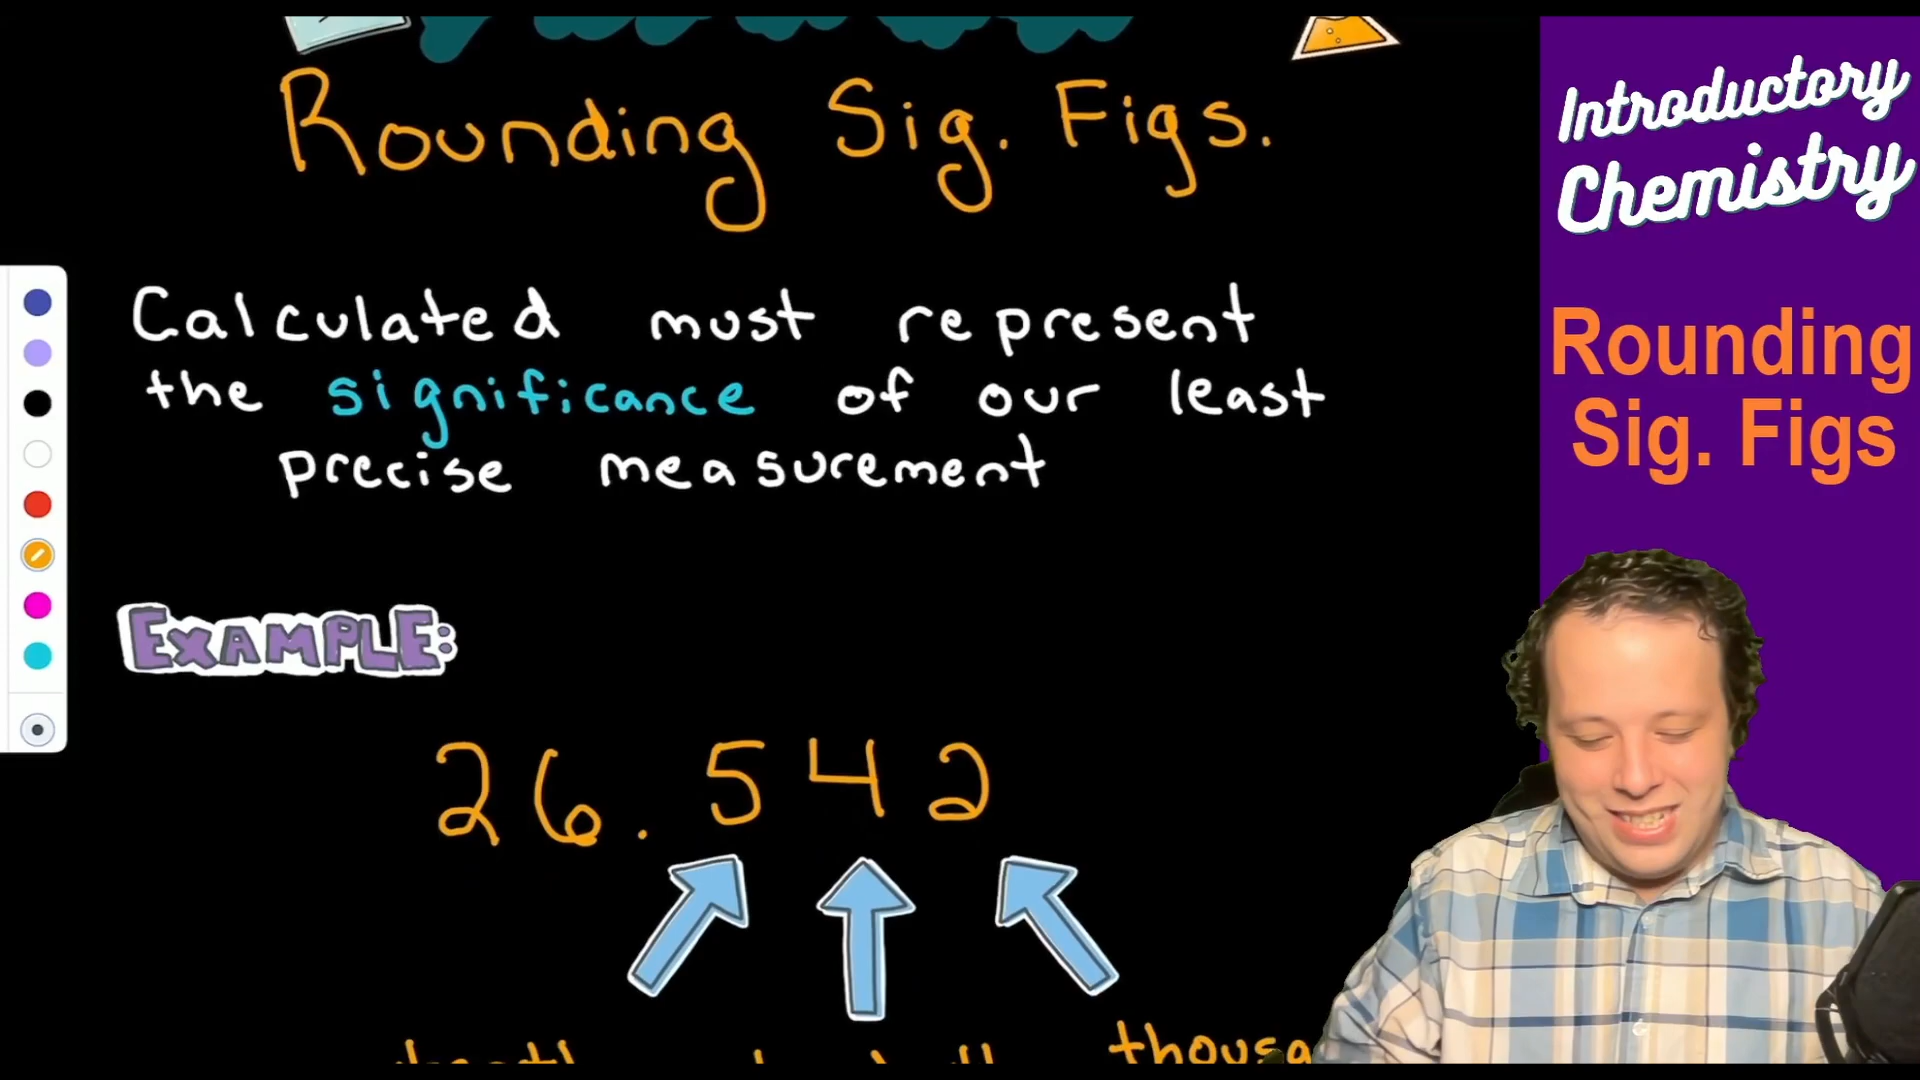 Rounding Sig. Figs.
Calculated must represent
the significance of our least
precise measurement
EXAMPLE:
26.542
Introductory
Chemistry
Rounding
Sig. Figs